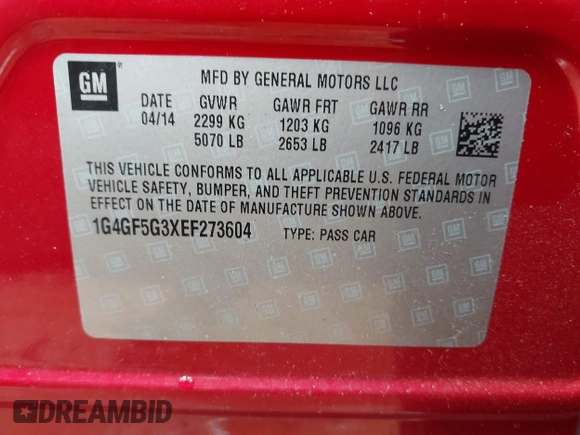 GM
MFD BY GENERAL MOTORS LLC
DATE GVWR GAWR FRT GAWR RR
04/14 2299 KG 1203 KG 1096 KG
5070 LB 2653 LB 2417 LB
THIS VEHICLE CONFORMS TO ALL APPLICABLE U.S. FEDERAL MOTOR
VEHICLE SAFETY, BUMPER, AND THEFT PREVENTION STANDARDS IN
EFFECT ON THE DATE OF MANUFACTURE SHOWN ABOVE.
1G4GF5G3XEF273604 TYPE: PASS CAR
DREAMBID